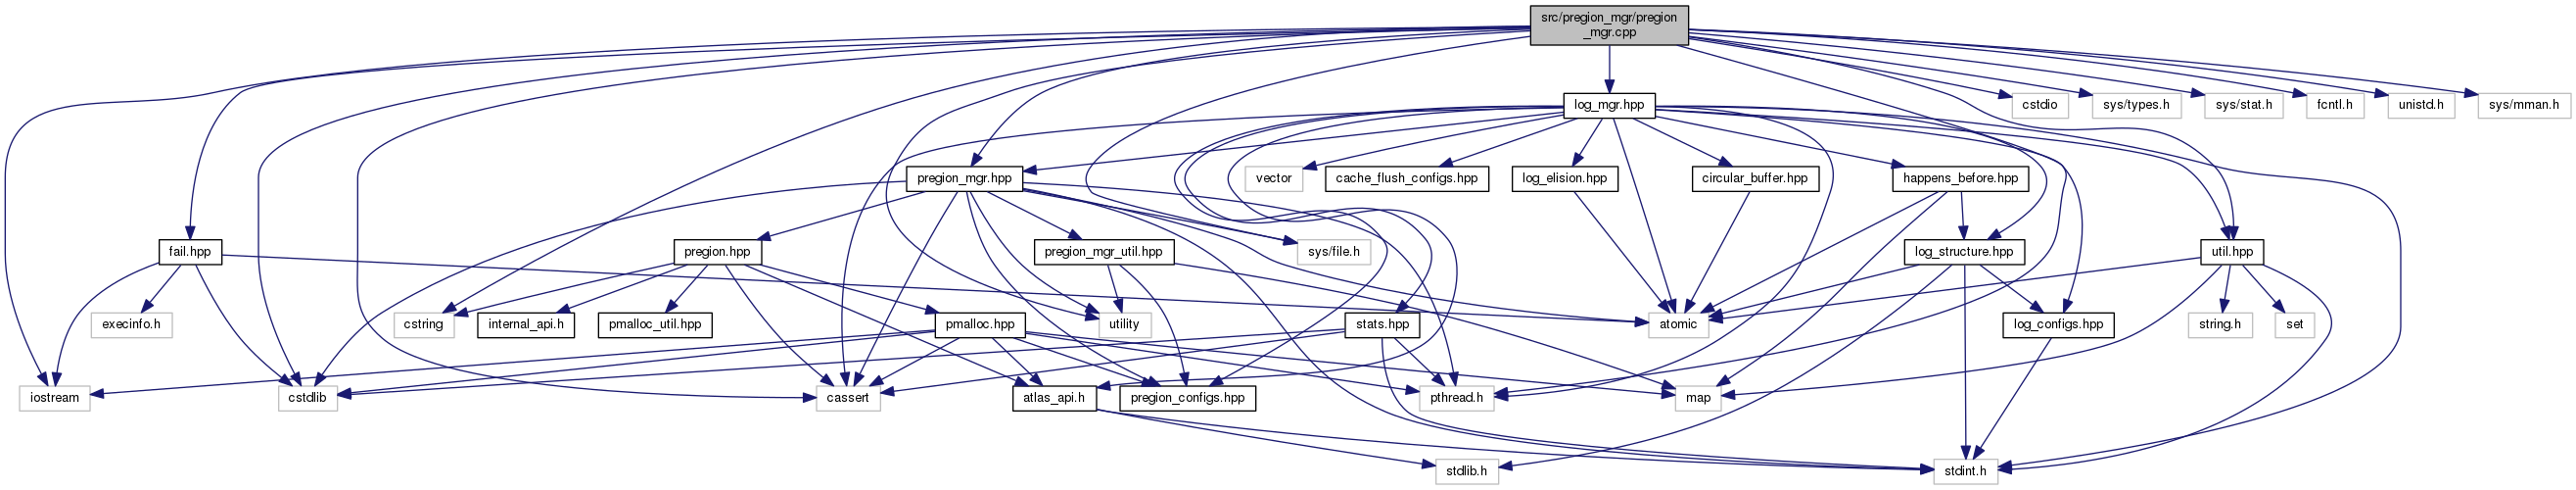 src/pregion_mgr/pregion
_mgr.cpp
log_mgr.hpp
cstdio
sys/types.h
sys/stat.h
fcntl.h
unistd.h
sys/mman.h
pregion_mgr.hpp
vector
cache_flush_configs.hpp
log_elision.hpp
circular_buffer.hpp
happens_before.hpp
fail.hpp
pregion.hpp
pregion_mgr_util.hpp
sys/file.h
log_structure.hpp
util.hpp
execinfo.h
cstring
internal_api.h
pmalloc_util.hpp
pmalloc.hpp
utility
stats.hpp
atomic
log_configs.hpp
string.h
set
iostream
cstdlib
cassert
atlas_api.h
pregion_configs.hpp
pthread.h
map
stdlib.h
stdint.h